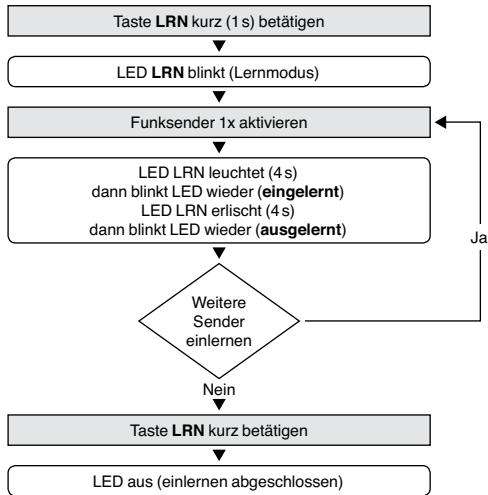 Taste LRN kurz (1 s) betätigen
LED LRN blinkt (Lernmodus)
Funksender 1x aktivieren
LED LRN leuchtet (4 s)
dann blinkt LED wieder (eingelernt)
LED LRN erlischt (4 s)
dann blinkt LED wieder (ausgelernt)
Ja
Weitere
Sender
einlernen
Nein
Taste LRN kurz betätigen
LED aus (einlernen abgeschlossen)